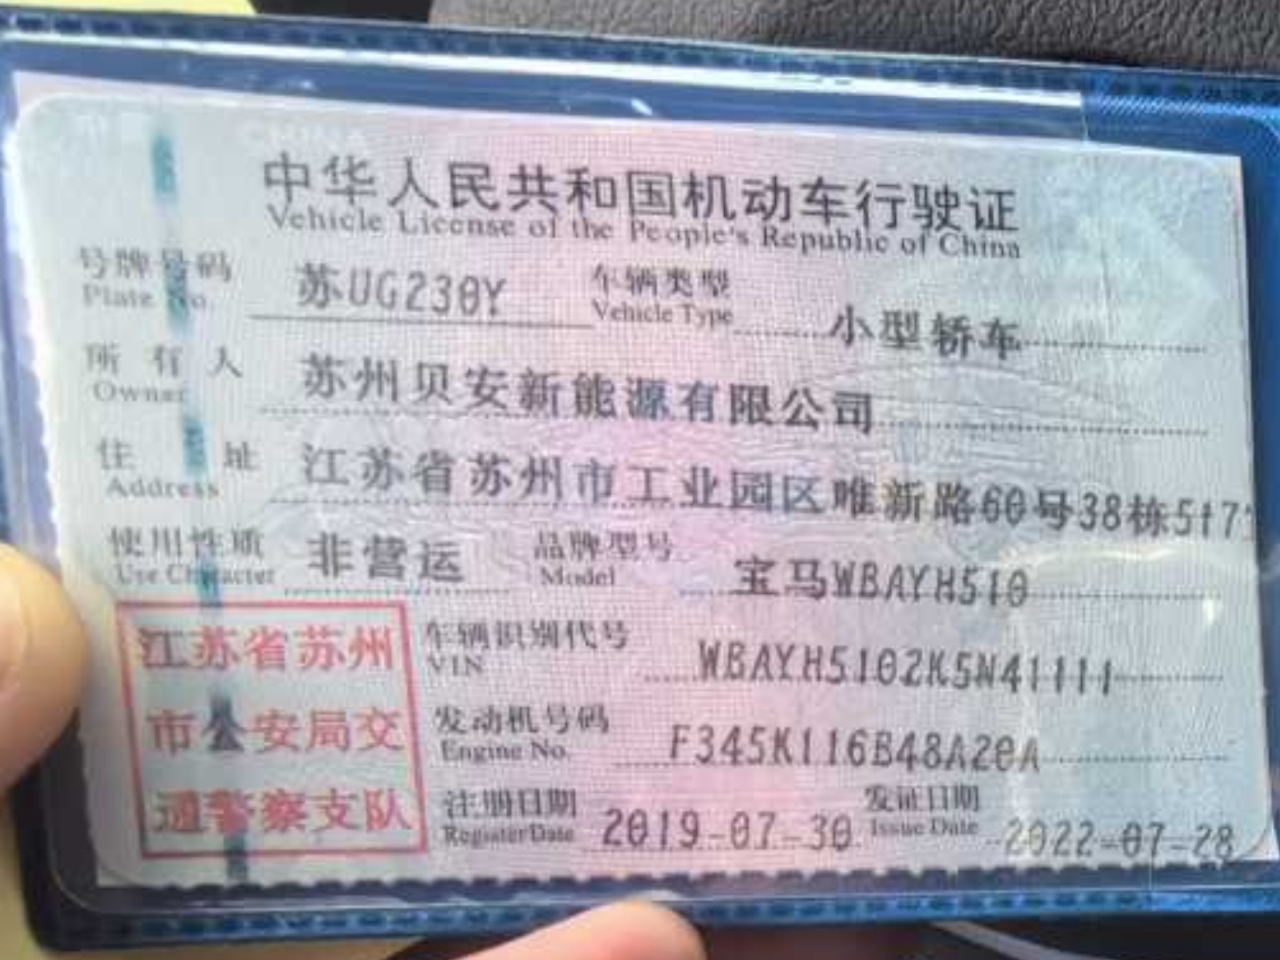 中华人民共和国机动车行驶证
Vehicle License of the People's Republic of China
号牌号码 苏UG230Y 车辆类型 小型轿车
Plate No. Vehicle Type
所有人 苏州贝安新能源有限公司
Owner
住址 江苏省苏州市工业园区唯新路60号38栋517
Address
使用性质 非营运 品牌型号 宝马WBAYH510
Use Character Model
车辆识别代号 WBAYH5102K5N41111
VIN
发动机号码 F345K116B48A20A
Engine No.
注册日期 2019-07-30 发证日期 2022-07-28
Register Date Issue Date
江苏省苏州
市公安局交
通警察支队